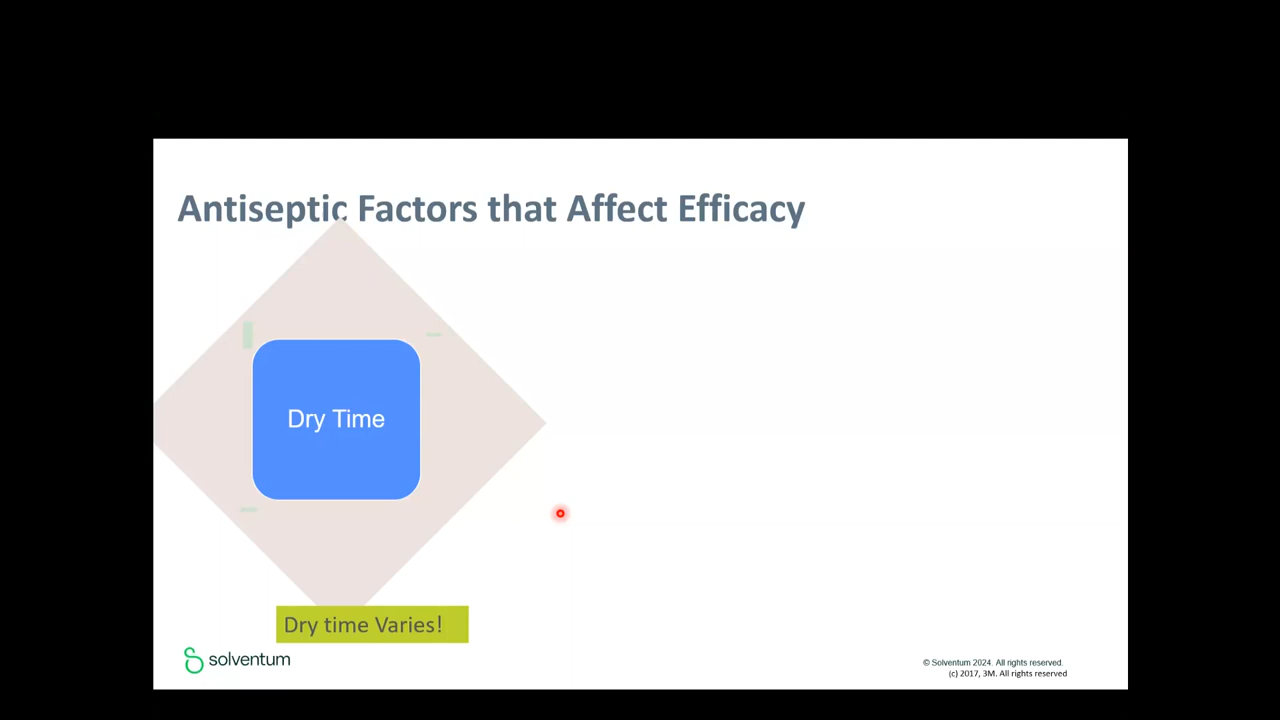 Antiseptic Factors that Affect Efficacy
Dry Time
Dry time Varies!
solventum
© Solventum 2024. All rights reserved.
(c) 2017, 3M. All rights reserved